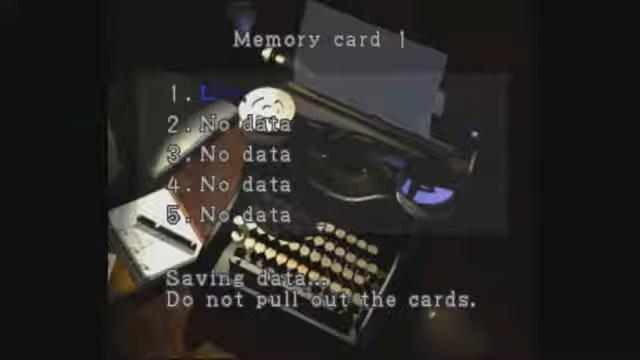 Memory card 1
1. L
2. No data
3. No data
4. No data
5. No data
Saving data...
Do not pull out the cards.